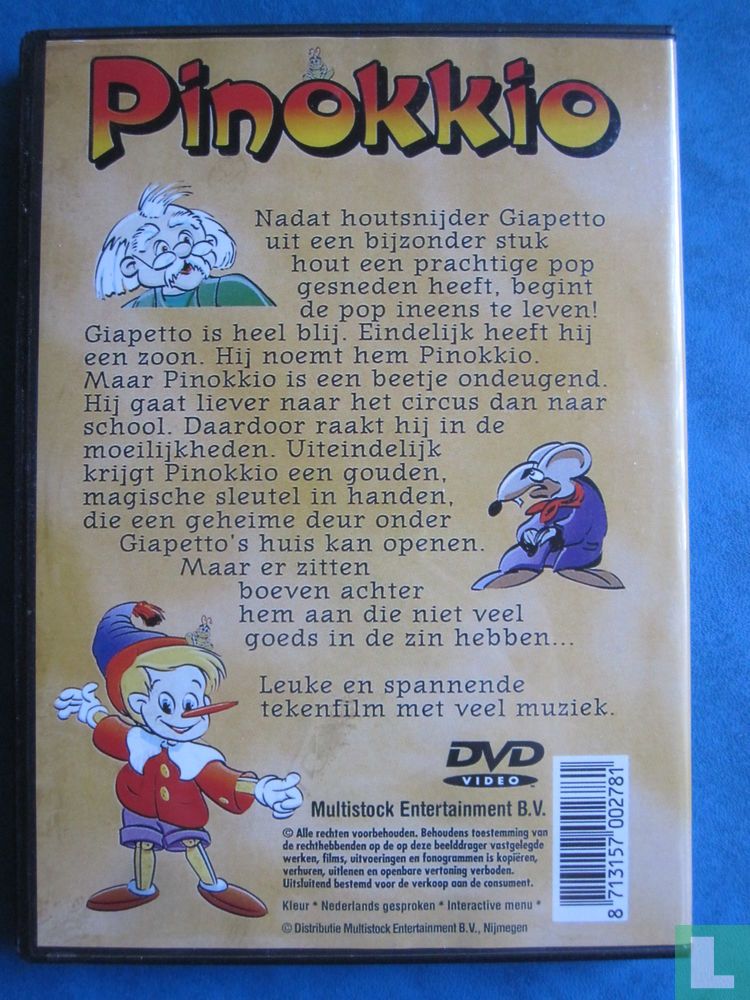 Pinokkio
Nadat houtsnijder Giapetto
uit een bijzonder stuk
hout een prachtige pop
gesneden heeft, begint
de pop ineens te leven!
Giapetto is heel blij. Eindelijk heeft hij
een zoon. Hij noemt hem Pinokkio.
Maar Pinokkio is een beetje ondeugend.
Hij gaat liever naar het circus dan naar
school. Daardoor raakt hij in de
moeilijkheden. Uiteindelijk
krijgt Pinokkio een gouden,
magische sleutel in handen,
die een geheime deur onder
Giapetto's huis kan openen.
Maar er zitten
boeven achter
hem aan die niet veel
goeds in de zin hebben...
Leuke en spannende
tekenfilm met veel muziek.
DVD
VIDEO
Multistock Entertainment B.V.
© Alle rechten voorbehouden. Behoudens toestemming van
de rechthebbenden op de op deze beelddrager vastgelegde
werken, films, uitvoeringen en fonogrammen is kopiëren,
verhuren, uitlenen en openbare vertoning verboden.
Uitsluitend bestemd voor de verkoop aan de consument.
Kleur * Nederlands gesproken * Interactive menu *
© Distributie Multistock Entertainment B.V., Nijmegen
8 713157 002781
L